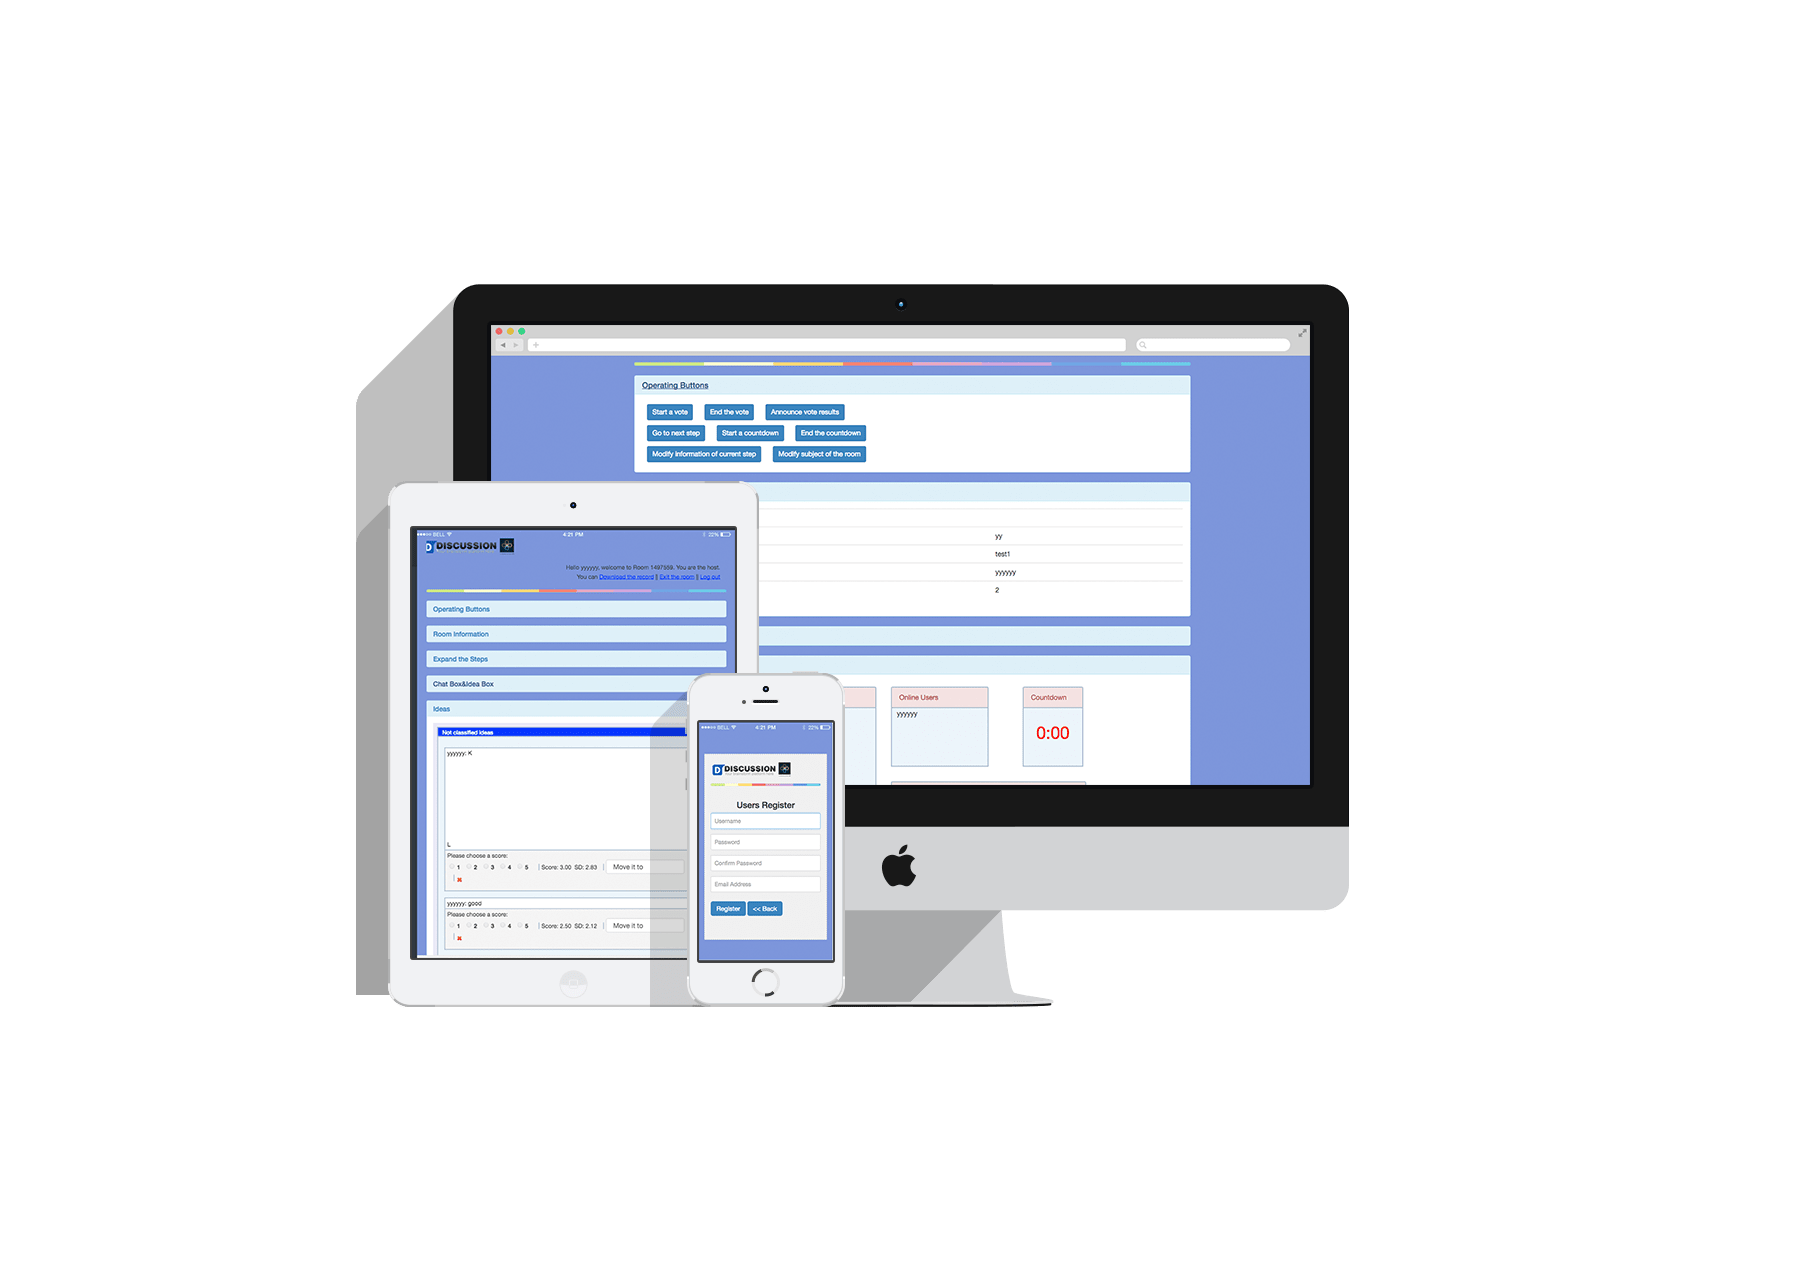 Operating Buttons
Start a vote End the vote Announce vote results
Go to next step Start a countdown End the countdown
Modify information of current step Modify subject of the room
yy
test1
yyyyyy
2
Online Users Countdown
yyyyyy
0:00
BELL 4:21 PM 22%
D DISCUSSION
Hello yyyyyy, welcome to Room 1497559. You are the host.
You can Download the record || Exit the room || Log out
Operating Buttons
Room Information
Expand the Steps
Chat Box&Idea Box
Ideas
Not classified ideas
yyyyyy: K
L
Please choose a score:
1 2 3 4 5 | Score: 3.00 SD: 2.83 | Move it to
|
yyyyyy: good
Please choose a score:
1 2 3 4 5 | Score: 2.50 SD: 2.12 | Move it to
|
BELL 4:21 PM 22%
D DISCUSSION
Users Register
Username
Password
Confirm Password
Email Address
Register << Back